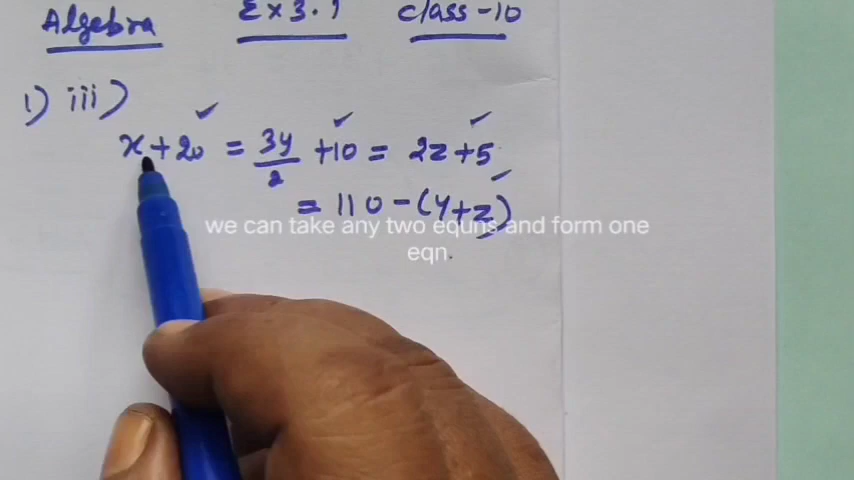 Algebra Ex 3.1 class-10
1) iii)
x+20 = 3y/2 +10 = 2z+5
= 110-(y+z)
we can take any two equns and form one
eqn.